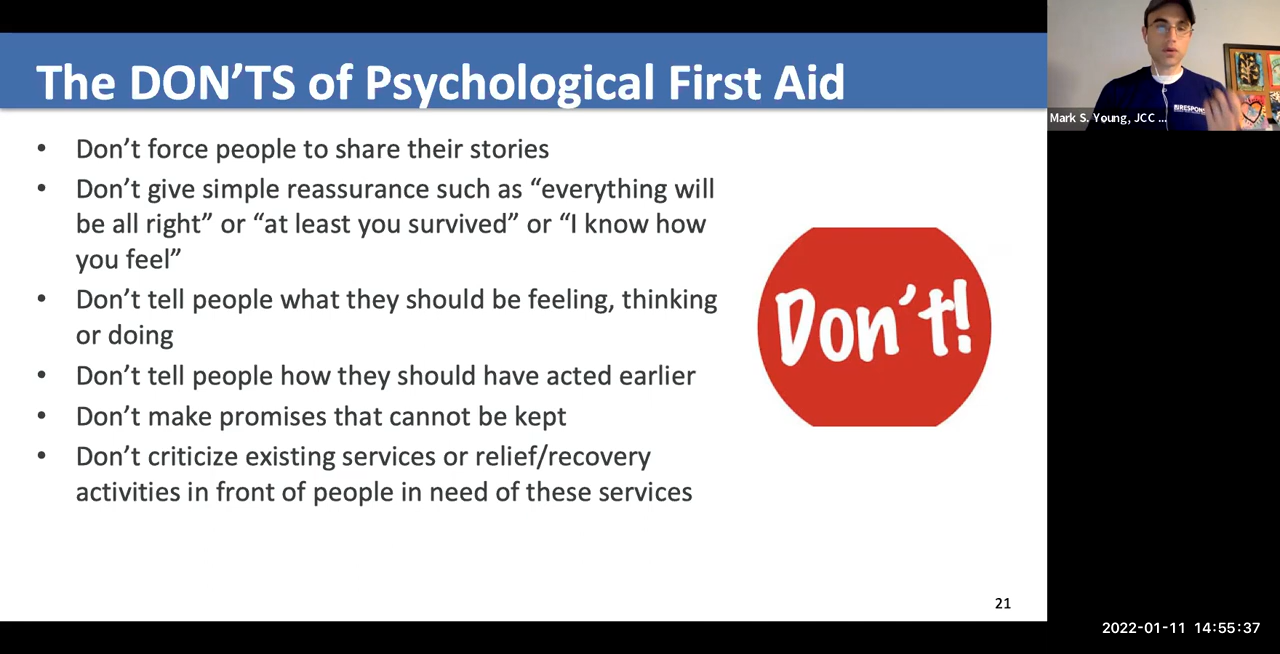 The DON’TS of Psychological First Aid
• Don’t force people to share their stories
• Don’t give simple reassurance such as “everything will
be all right” or “at least you survived” or “I know how
you feel”
• Don’t tell people what they should be feeling, thinking
or doing
• Don’t tell people how they should have acted earlier
• Don’t make promises that cannot be kept
• Don’t criticize existing services or relief/recovery
activities in front of people in need of these services
Don’t!
21
Mark S. Young, JCC ...
2022-01-11 14:55:37